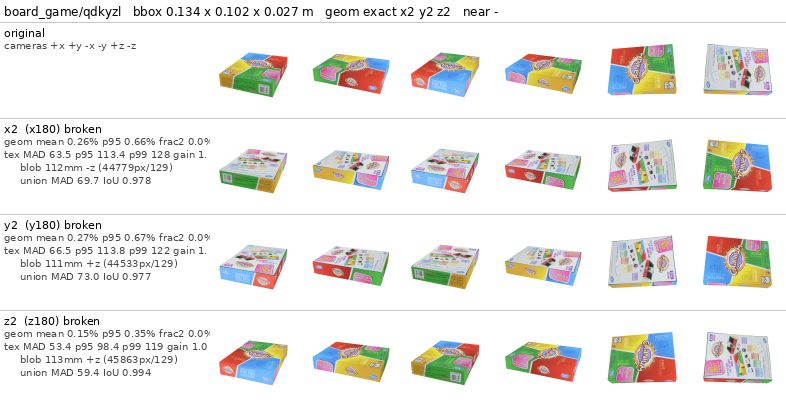 board_game/qdkyzl   bbox 0.134 x 0.102 x 0.027 m   geom exact x2 y2 z2   near -
original
cameras +x +y -x -y +z -z
x2  (x180) broken
geom mean 0.26% p95 0.66% frac2 0.0%
tex MAD 63.5 p95 113.4 p99 128 gain 1.
blob 112mm -z (44779px/129)
union MAD 69.7 IoU 0.978
y2  (y180) broken
geom mean 0.27% p95 0.67% frac2 0.0%
tex MAD 66.5 p95 113.8 p99 122 gain 1.
blob 111mm +z (44533px/129)
union MAD 73.0 IoU 0.977
z2  (z180) broken
geom mean 0.15% p95 0.35% frac2 0.0%
tex MAD 53.4 p95 98.4 p99 119 gain 1.0
blob 113mm +z (45863px/129)
union MAD 59.4 IoU 0.994